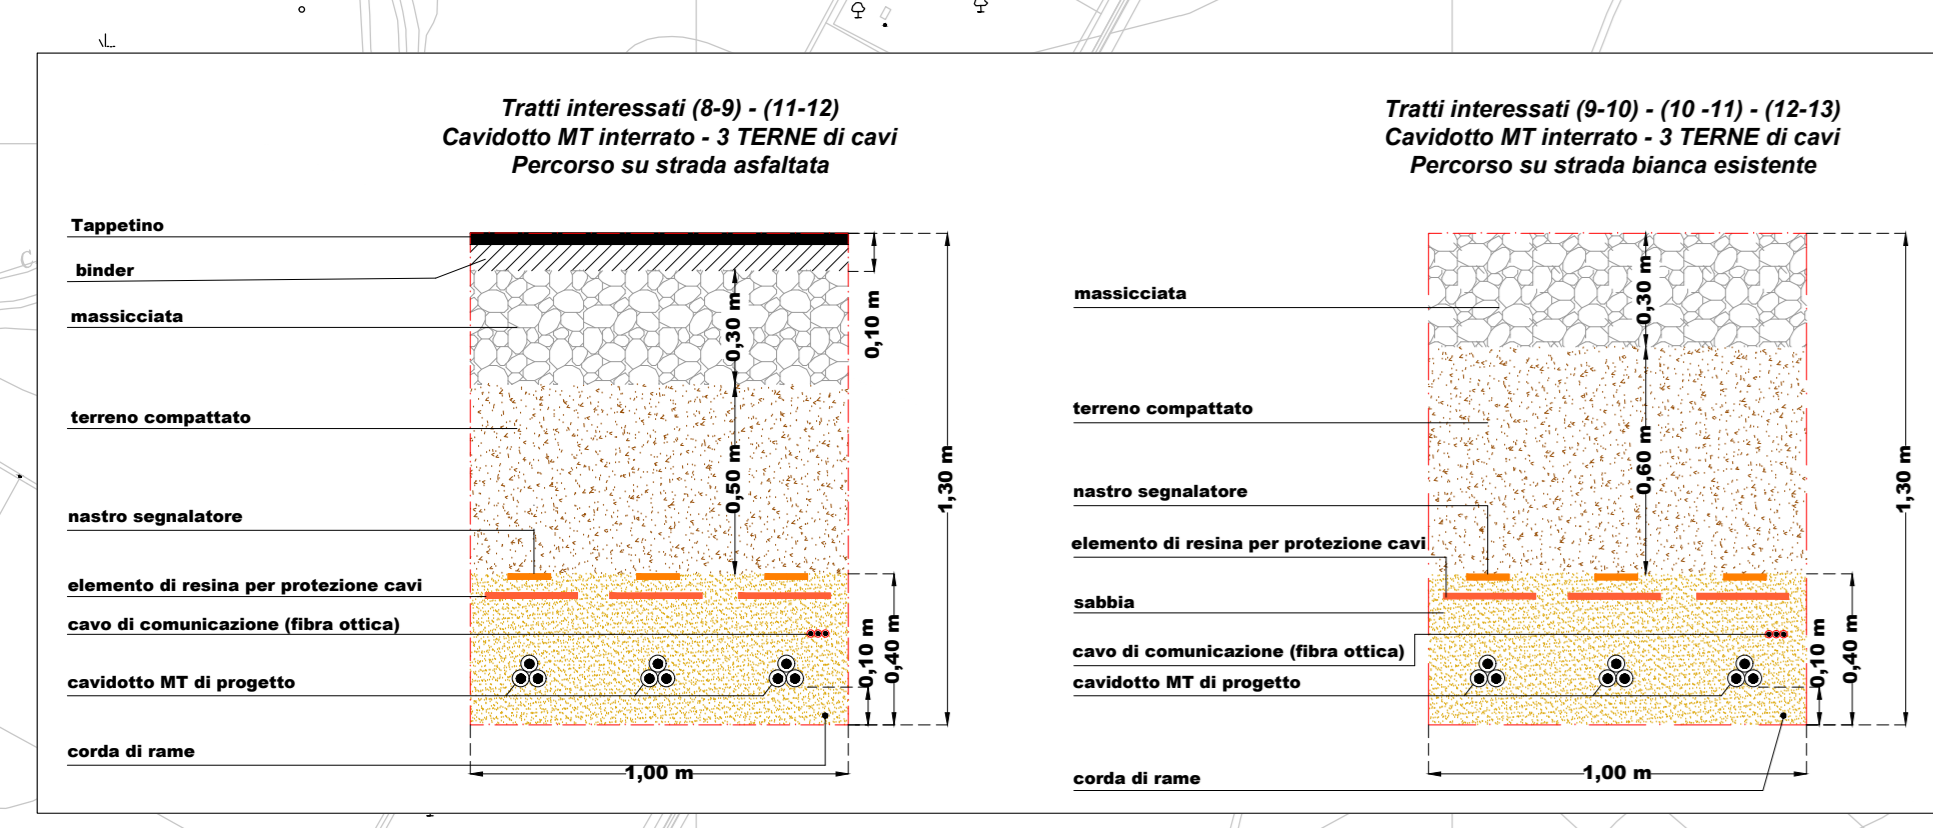 Tratti interessati (8-9) - (11-12)
Cavidotto MT interrato - 3 TERNE di cavi
Percorso su strada asfaltata
Tappetino
binder
massicciata
terreno compattato
nastro segnalatore
elemento di resina per protezione cavi
cavo di comunicazione (fibra ottica)
cavidotto MT di progetto
corda di rame
0,30 m
0,50 m
0,10 m
0,10 m
0,40 m
1,30 m
1,00 m
Tratti interessati (9-10) - (10 -11) - (12-13)
Cavidotto MT interrato - 3 TERNE di cavi
Percorso su strada bianca esistente
massicciata
terreno compattato
nastro segnalatore
elemento di resina per protezione cavi
sabbia
cavo di comunicazione (fibra ottica)
cavidotto MT di progetto
corda di rame
0,30 m
0,60 m
0,10 m
0,40 m
1,30 m
1,00 m